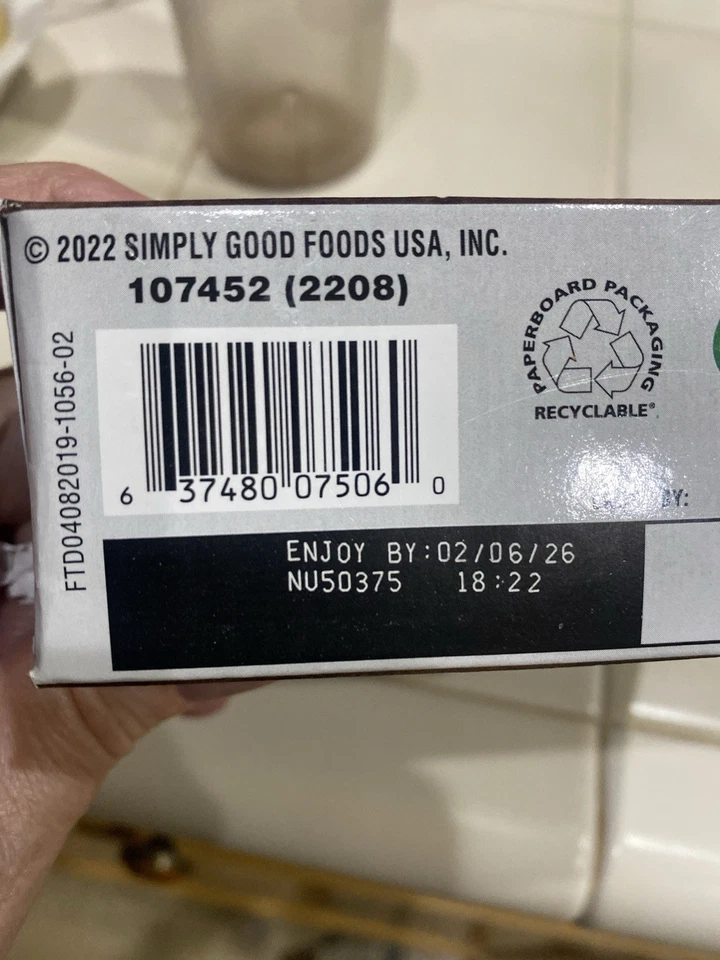 © 2022 SIMPLY GOOD FOODS USA, INC.
107452 (2208)
FTD04082019-1056-02
6 37480 07506 0
PAPERBOARD PACKAGING
RECYCLABLE®
BY:
ENJOY BY:02/06/26
NU50375 18:22